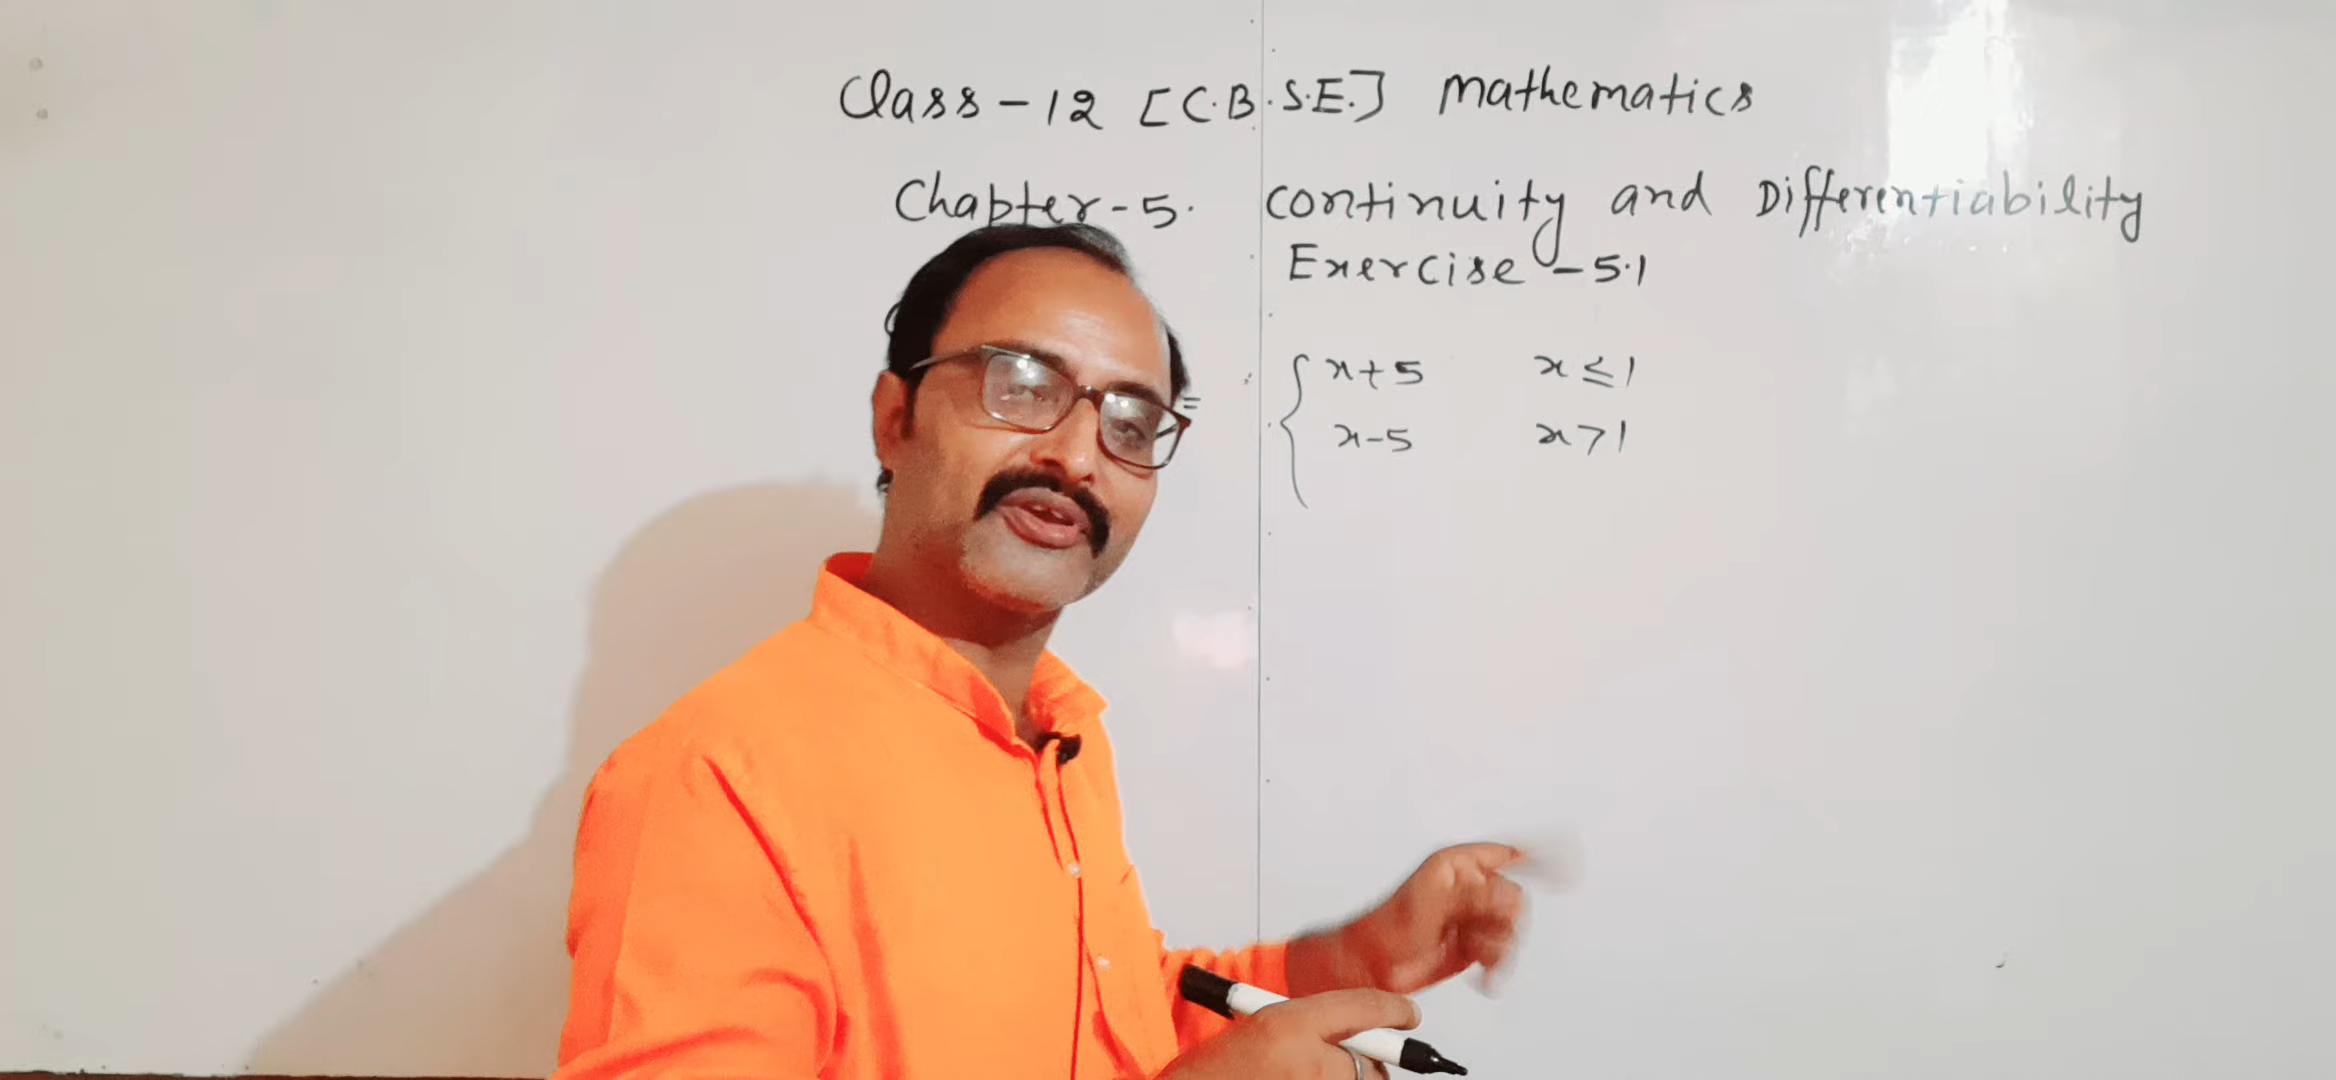 Class - 12 [C.B.S.E.] Mathematics
Chapter - 5. Continuity and Differentiability
Exercise - 5.1
= { x + 5 x ≤ 1
x - 5 x > 1